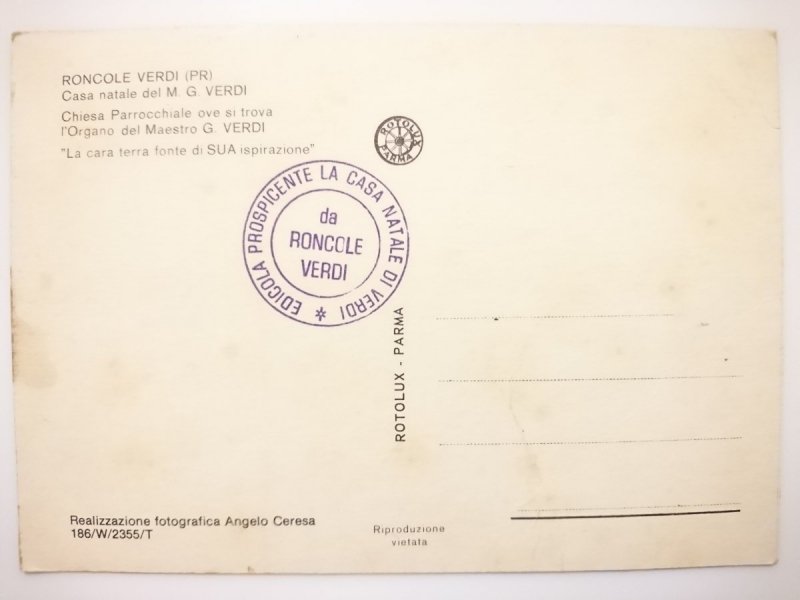 RONCOLE VERDI (PR)
Casa natale del M. G. VERDI
Chiesa Parrocchiale ove si trova
l'Organo del Maestro G. VERDI
"La cara terra fonte di SUA ispirazione"
ROTOLUX
PARMA
EDICOLA PROSPICENTE LA CASA NATALE DI VERDI *
da
RONCOLE
VERDI
ROTOLUX - PARMA
Realizzazione fotografica Angelo Ceresa
186/W/2355/T
Riproduzione
vietata